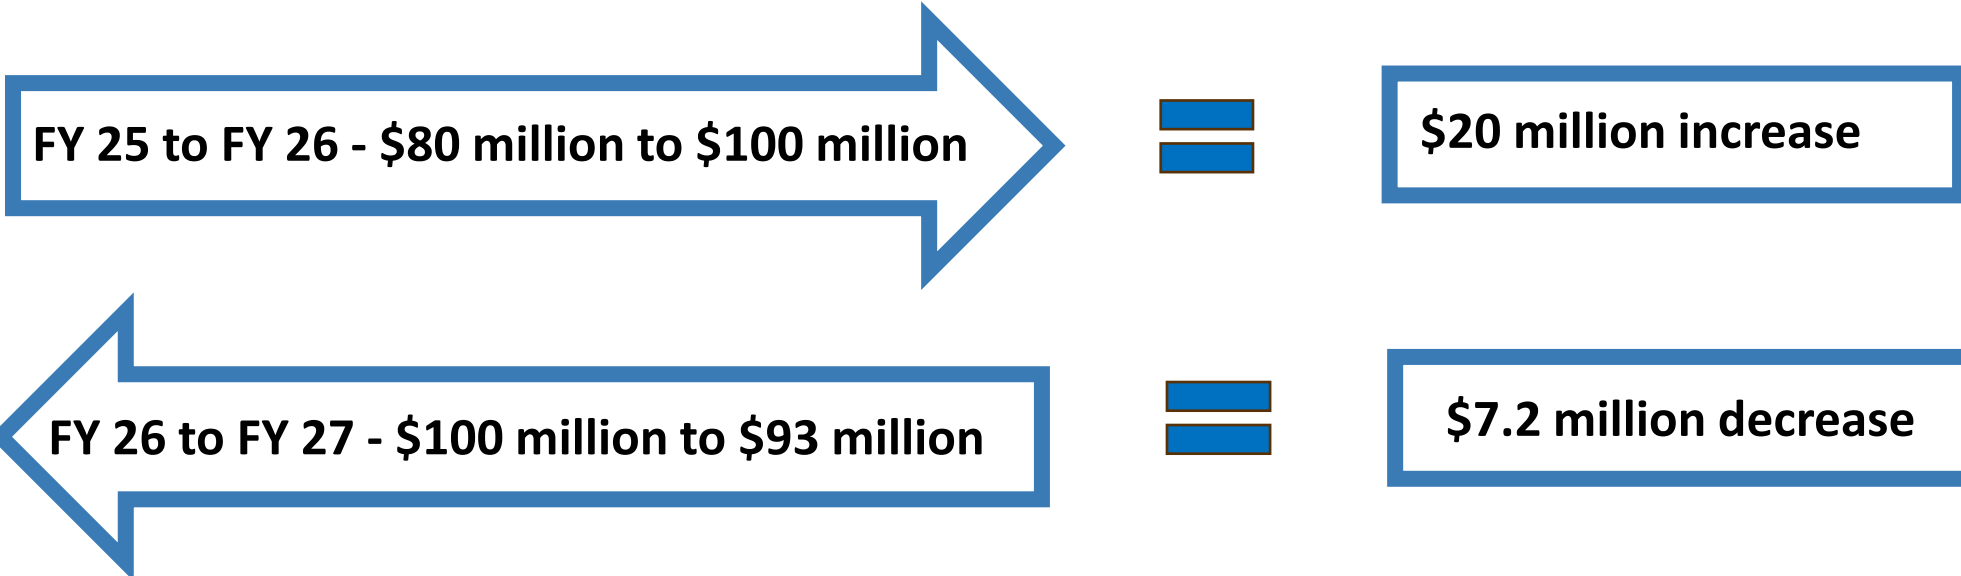 FY 25 to FY 26 - $80 million to $100 million
$20 million increase
FY 26 to FY 27 - $100 million to $93 million
$7.2 million decrease